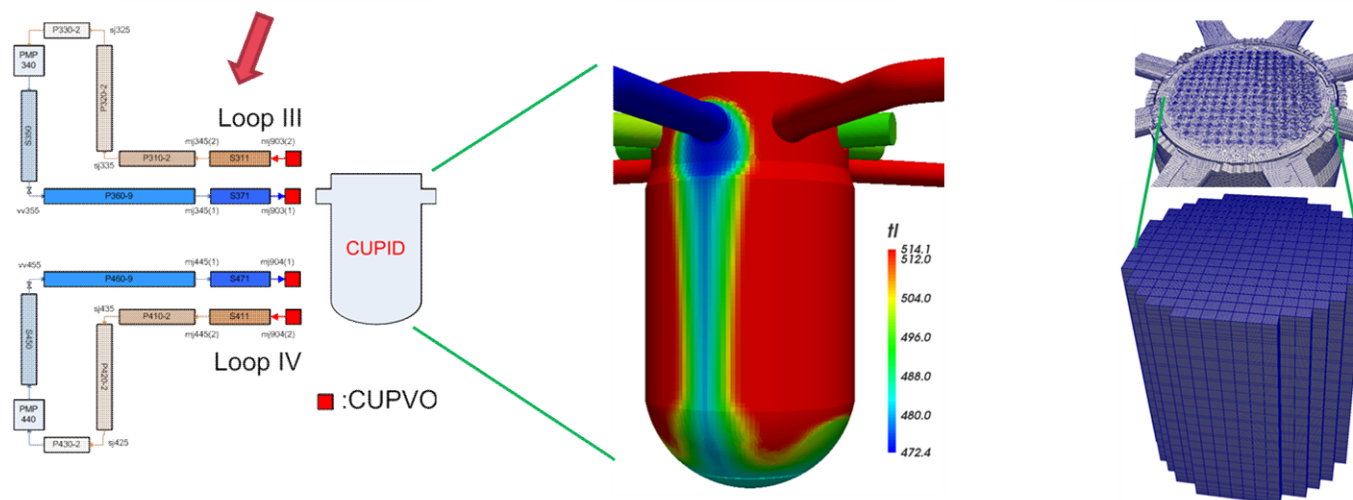 P330-2
sj325
PMP
340
P320-2
S350
Loop III
mj345(2)
mj903(2)
sj335
P310-2
S311
P360-9
S371
vv355
mj345(1)
mj903(1)
CUPID
vv455
mj445(1)
mj904(1)
P460-9
S471
sj435
P410-2
S411
mj445(2)
mj904(2)
S450
P420-2
Loop IV
PMP
440
P430-2
sj425
:CUPVO
tl
514.1
512.0
504.0
496.0
488.0
480.0
472.4